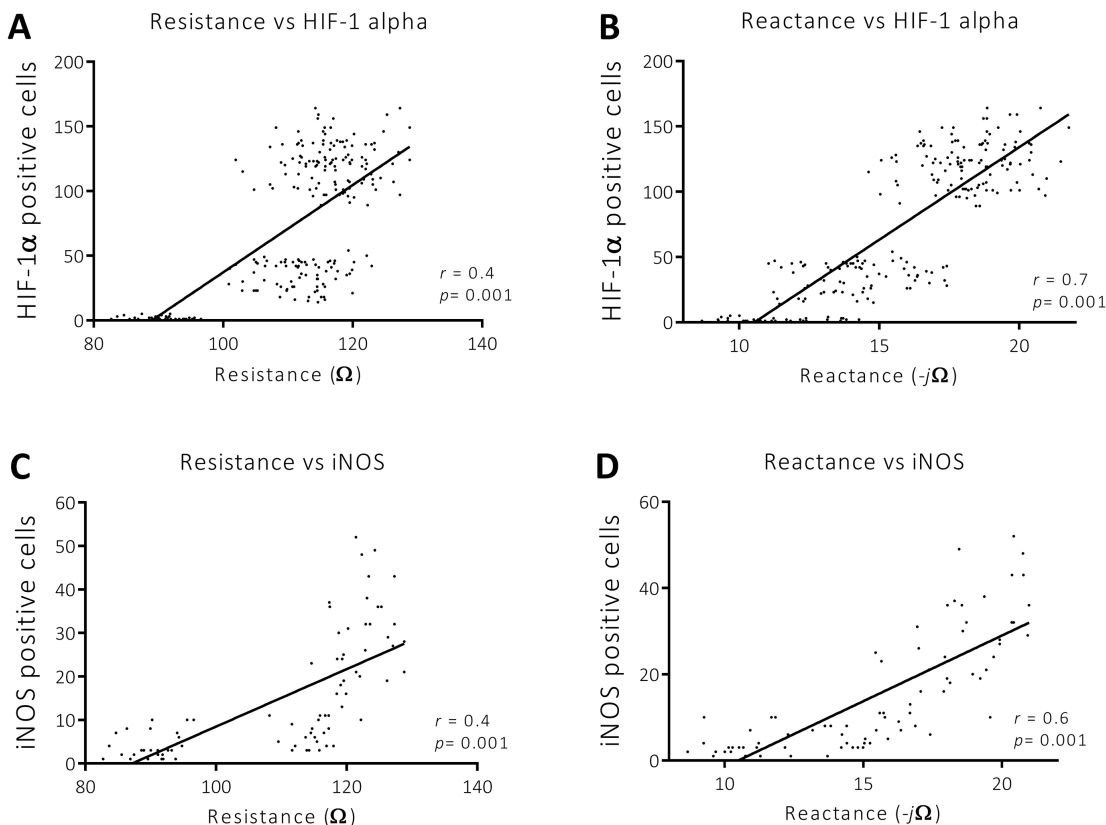 A
Resistance vs HIF-1 alpha
HIF-1α positive cells
200
150
100
50
0
80
100
120
140
r = 0.4
p= 0.001
Resistance (Ω)
B
Reactance vs HIF-1 alpha
HIF-1α positive cells
200
150
100
50
0
10
15
20
r = 0.7
p= 0.001
Reactance (-jΩ)
C
Resistance vs iNOS
iNOS positive cells
60
50
40
30
20
10
0
80
100
120
140
r = 0.4
p= 0.001
Resistance (Ω)
D
Reactance vs iNOS
iNOS positive cells
60
40
20
0
10
15
20
r = 0.6
p= 0.001
Reactance (-jΩ)